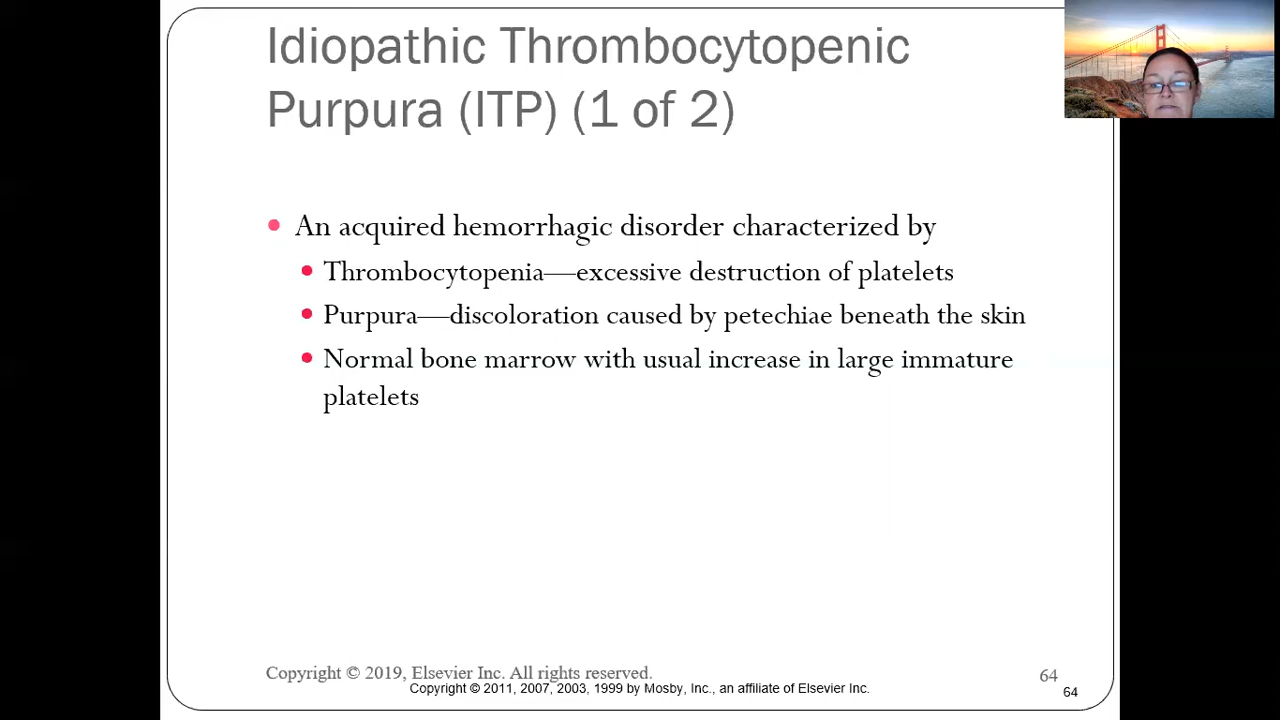 Idiopathic Thrombocytopenic
Purpura (ITP) (1 of 2)
An acquired hemorrhagic disorder characterized by
Thrombocytopenia—excessive destruction of platelets
Purpura—discoloration caused by petechiae beneath the skin
Normal bone marrow with usual increase in large immature
platelets
Copyright © 2019, Elsevier Inc. All rights reserved.
64
Copyright © 2011, 2007, 2003, 1999 by Mosby, Inc., an affiliate of Elsevier Inc.
64